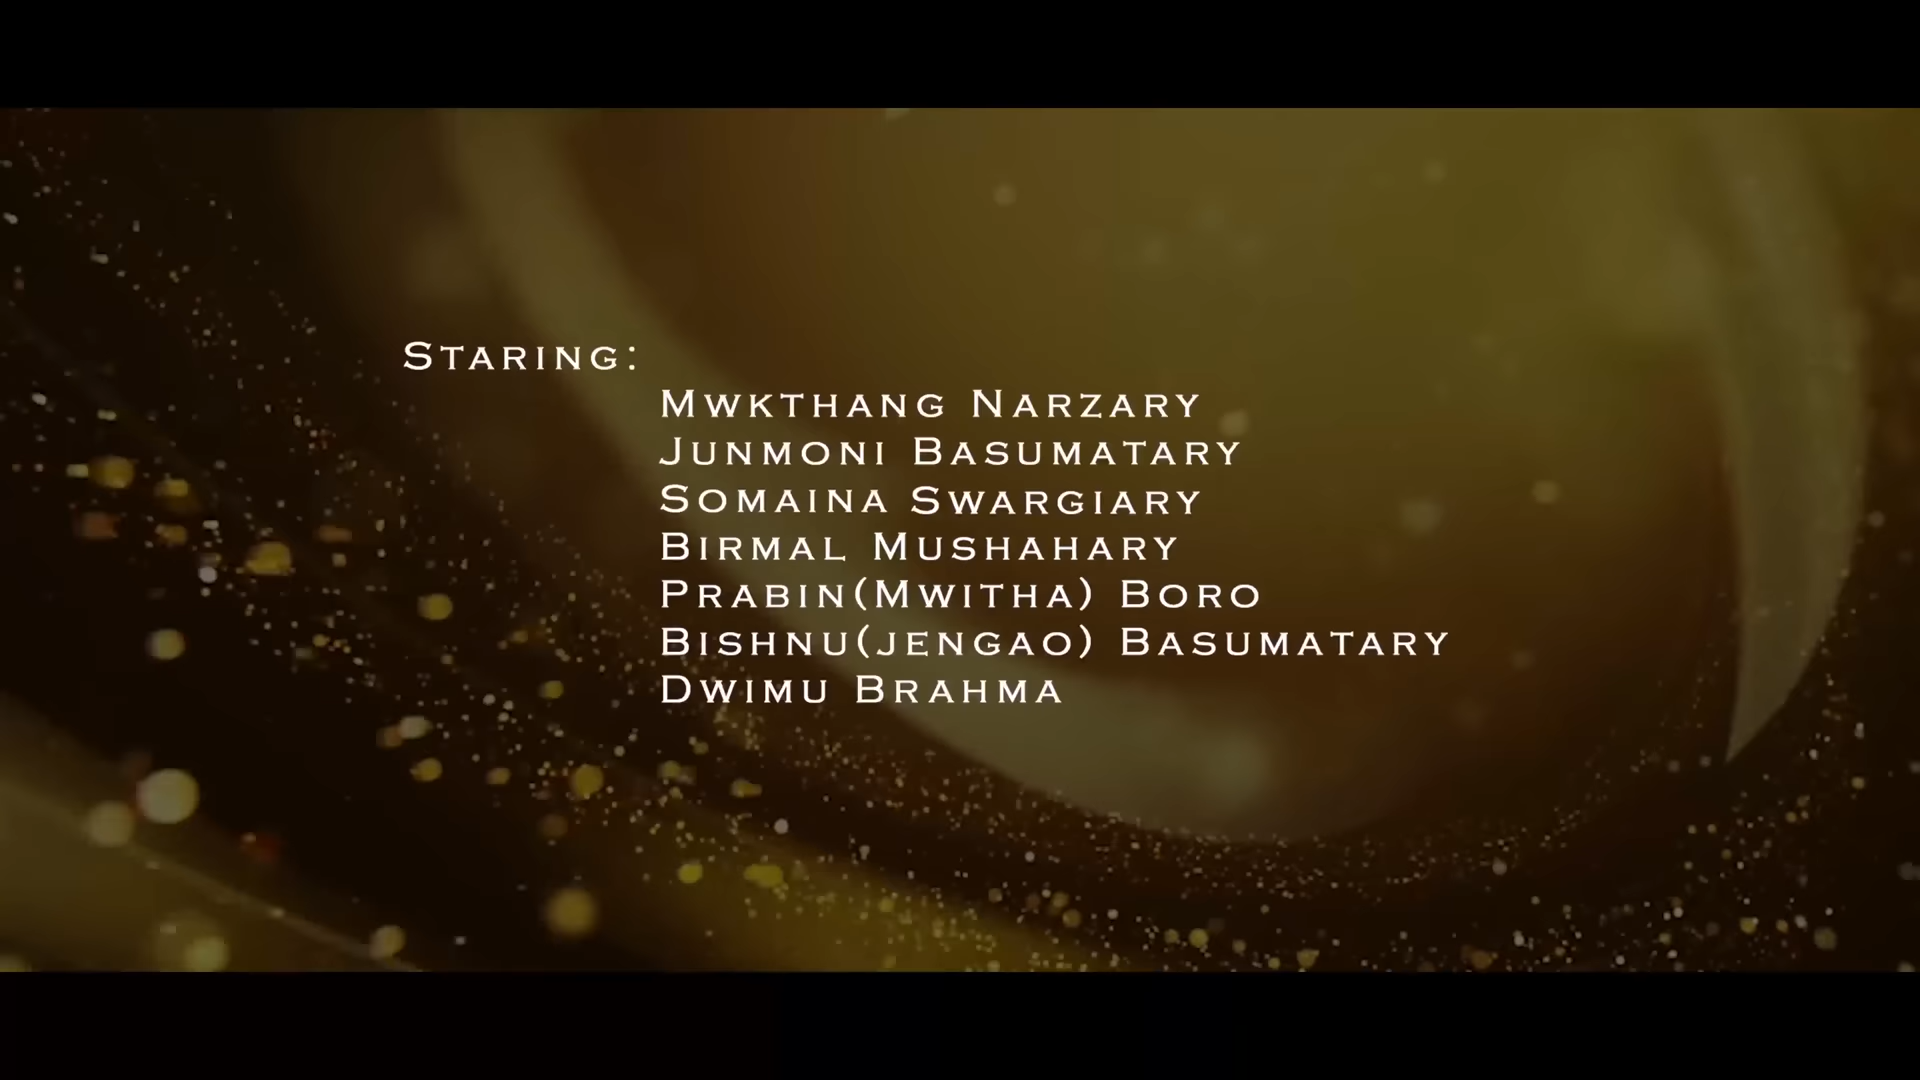 Staring:
Mwkthang Narzary
Junmoni Basumatary
Somaina Swargiary
Birmal Mushahary
Prabin(Mwitha) Boro
Bishnu(jengao) Basumatary
Dwimu Brahma